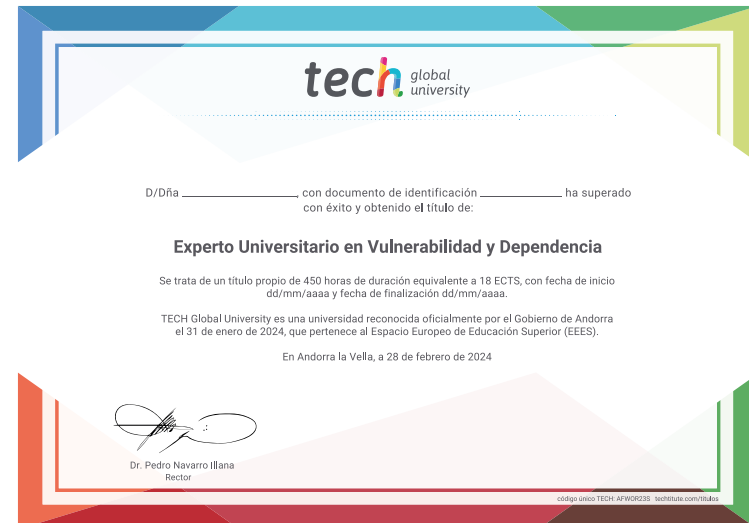 tech global university
D/Dña ____________________, con documento de identificación ______________ ha superado
con éxito y obtenido el título de:
Experto Universitario en Vulnerabilidad y Dependencia
Se trata de un título propio de 450 horas de duración equivalente a 18 ECTS, con fecha de inicio
dd/mm/aaaa y fecha de finalización dd/mm/aaaa.
TECH Global University es una universidad reconocida oficialmente por el Gobierno de Andorra
el 31 de enero de 2024, que pertenece al Espacio Europeo de Educación Superior (EEES).
En Andorra la Vella, a 28 de febrero de 2024
Dr. Pedro Navarro Illana
Rector
código único TECH: AFWOR23S techtitute.com/titulos